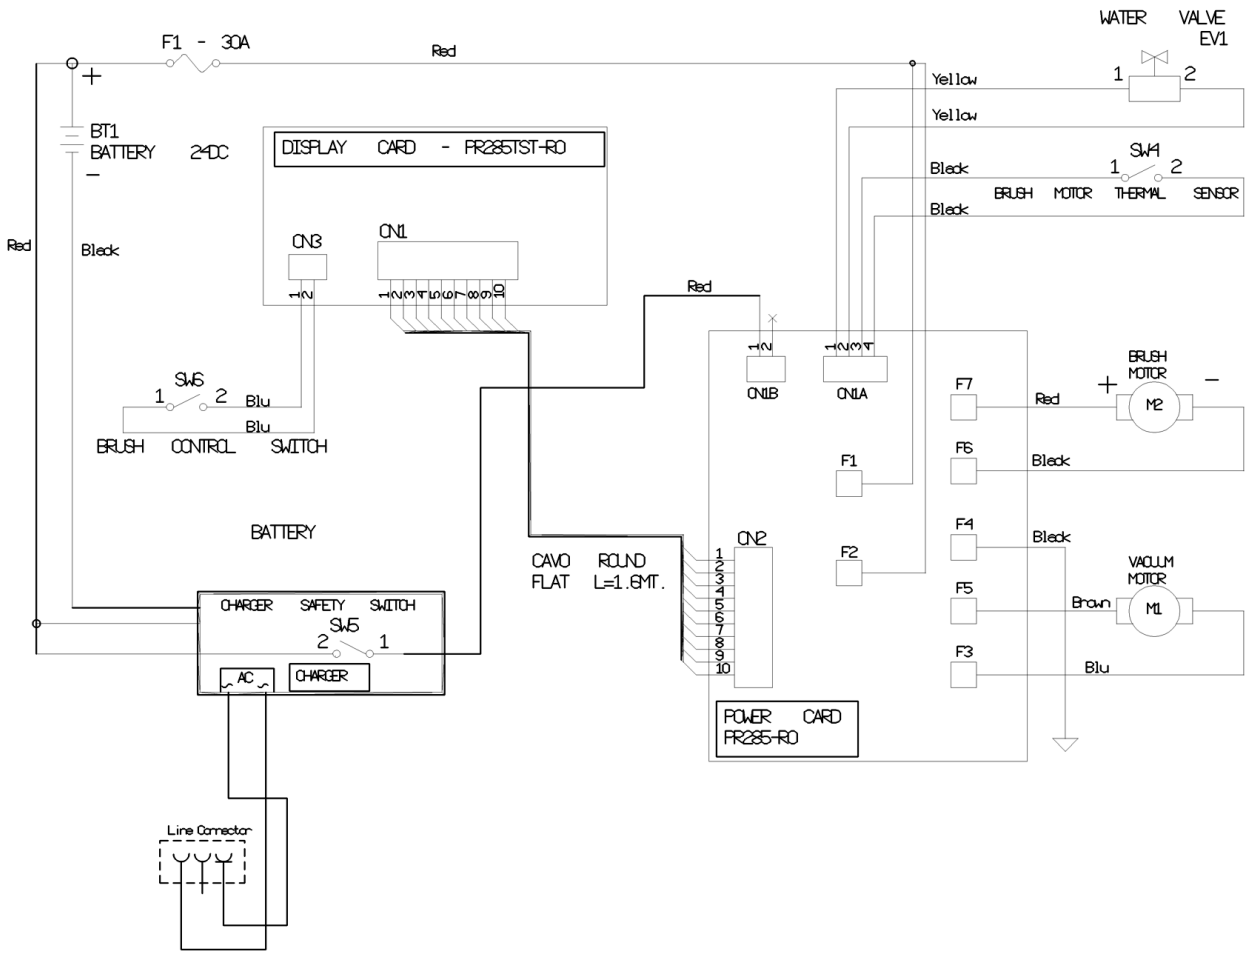 WATER VALVE
EV1
F1 - 30A
Red
+
1 2
Yellow
Yellow
BT1
BATTERY 24DC
-
DISPLAY CARD - PR285TST-RO
SW4
1 2
Black
BRUSH MOTOR THERMAL SENSOR
Black
Red
Black
CN3
CN1
1 2
1 2 3 4 5 6 7 8 9 10
Red
1 2
1 2 3 4
CN1B
CN1A
SW6
1 2
Blu
Blu
BRUSH CONTROL SWITCH
F7
Red
BRUSH
MOTOR
+ -
M2
F1
F6
Black
BATTERY
CAVO ROUND
FLAT L=1.6MT.
CN2
1
2
3
4
5
6
7
8
9
10
F2
F4
Black
F5
Brown
VACUUM
MOTOR
M1
F3
Blu
CHARGER SAFETY SWITCH
SW5
2 1
AC
~ ~
CHARGER
POWER CARD
PR285-RO
Line Connector